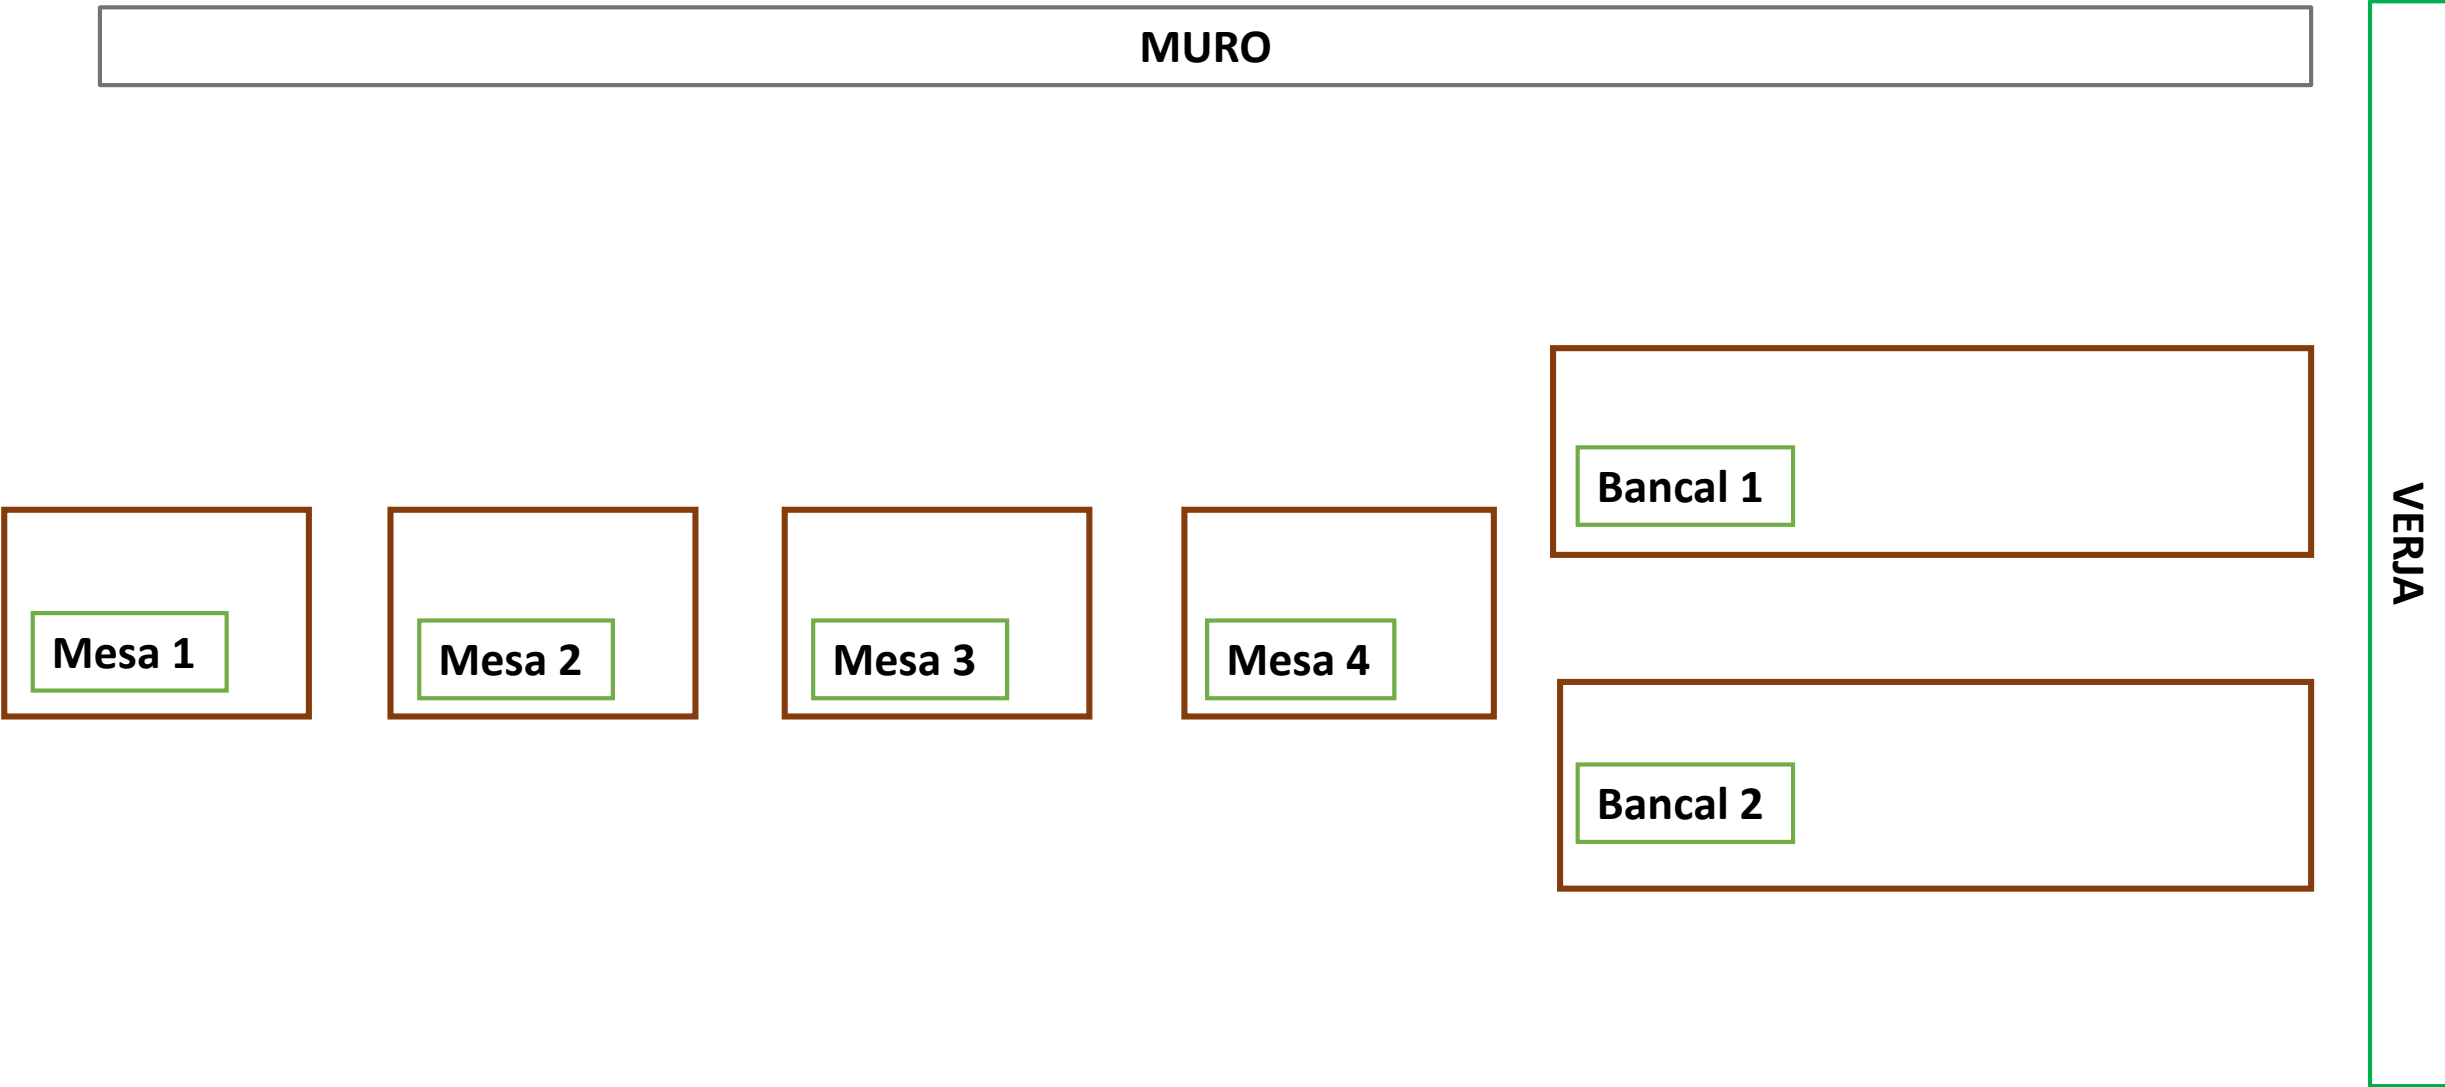 MURO
Bancal 1
VERJA
Mesa 1
Mesa 2
Mesa 3
Mesa 4
Bancal 2